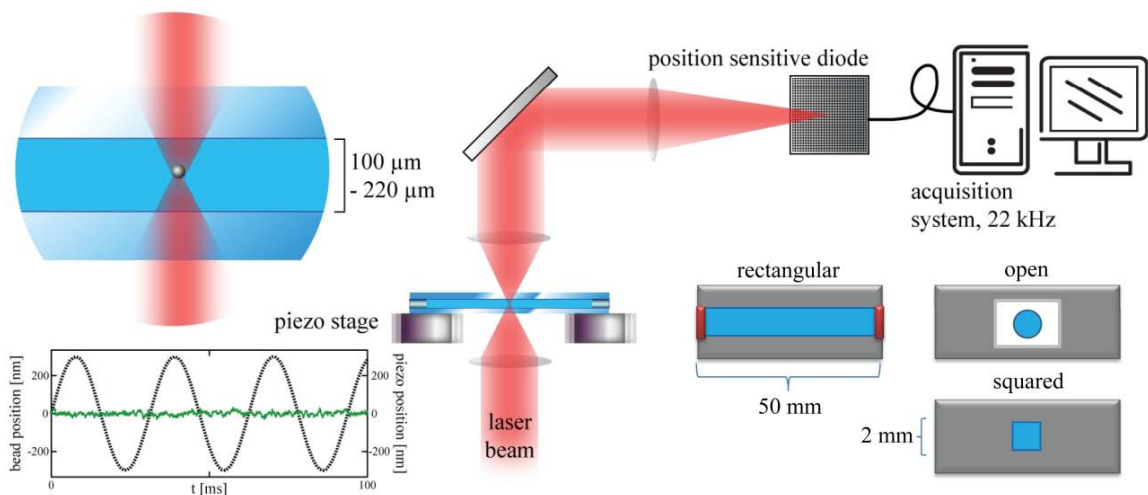 position sensitive diode
100 μm
- 220 μm
acquisition
system, 22 kHz
rectangular
open
piezo stage
squared
50 mm
2 mm
laser
beam
bead position [nm]
200
0
-200
200
0
-200
piezo position [nm]
0
t [ms]
100